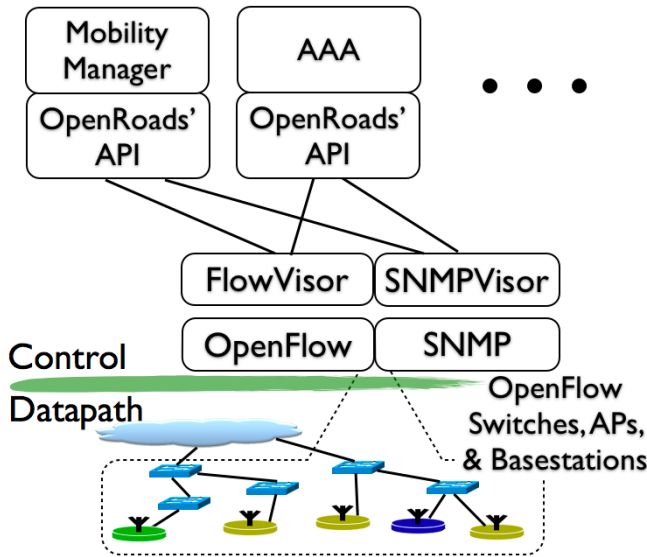 Mobility
Manager
AAA
OpenRoads'
API
OpenRoads'
API
FlowVisor
SNMPVisor
OpenFlow
SNMP
Control
Datapath
OpenFlow
Switches, APs,
& Basestations